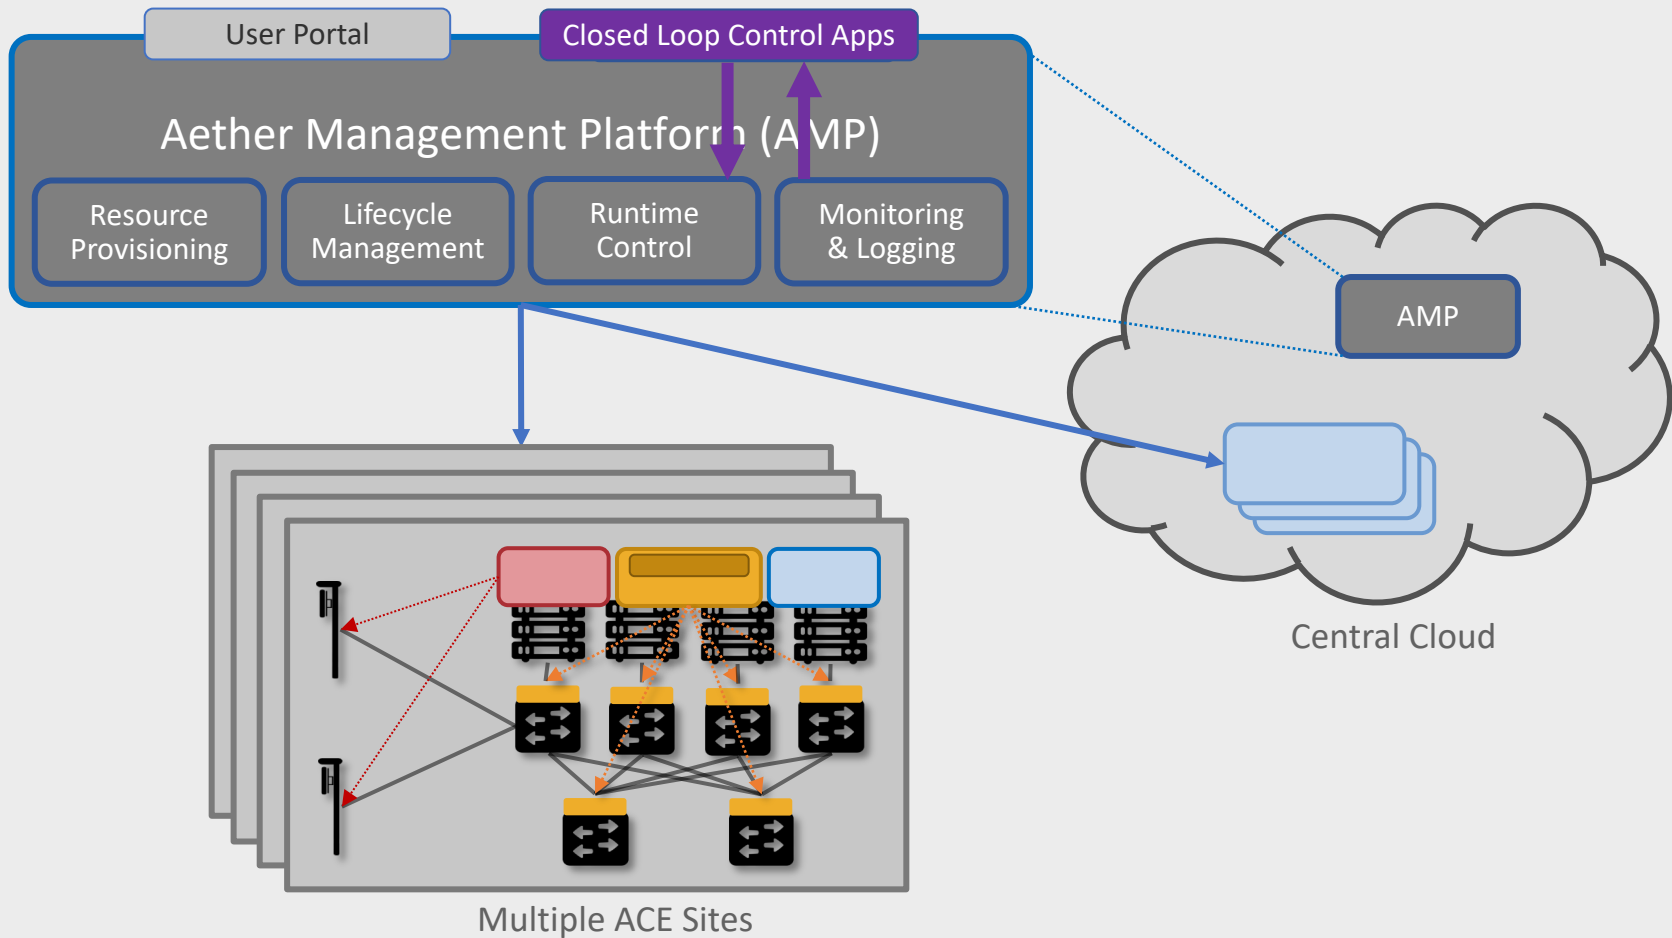 User Portal
Closed Loop Control Apps
Aether Management Platform (AMP)
Resource
Provisioning
Lifecycle
Management
Runtime
Control
Monitoring
& Logging
AMP
Central Cloud
Multiple ACE Sites